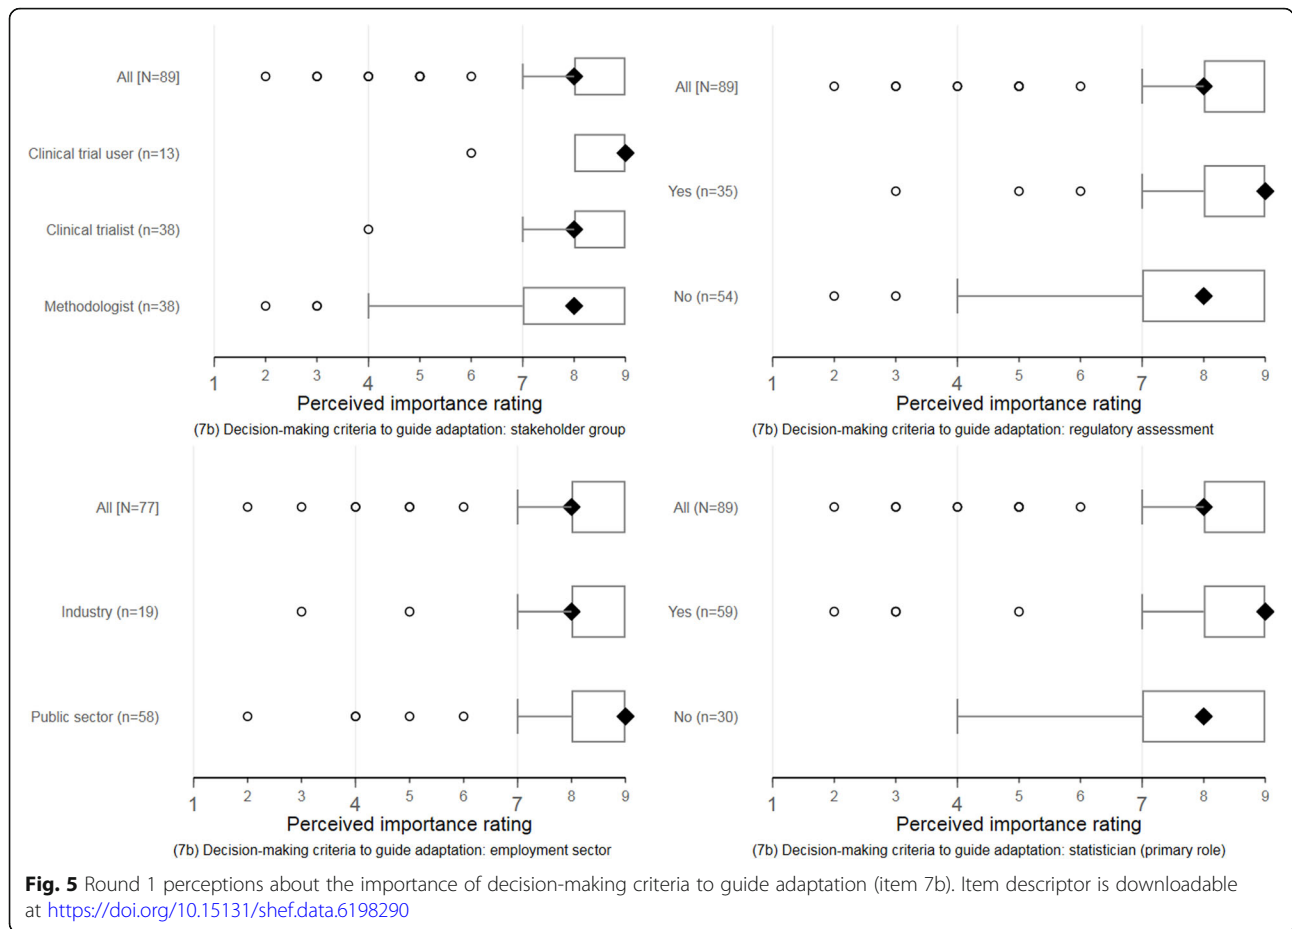 All [N=89]
Clinical trial user (n=13)
Clinical trialist (n=38)
Methodologist (n=38)
1 2 3 4 5 6 7 8 9
Perceived importance rating
(7b) Decision-making criteria to guide adaptation: stakeholder group
All [N=89]
Yes (n=35)
No (n=54)
1 2 3 4 5 6 7 8 9
Perceived importance rating
(7b) Decision-making criteria to guide adaptation: regulatory assessment
All [N=77]
Industry (n=19)
Public sector (n=58)
1 2 3 4 5 6 7 8 9
Perceived importance rating
(7b) Decision-making criteria to guide adaptation: employment sector
All (N=89)
Yes (n=59)
No (n=30)
1 2 3 4 5 6 7 8 9
Perceived importance rating
(7b) Decision-making criteria to guide adaptation: statistician (primary role)
Fig. 5 Round 1 perceptions about the importance of decision-making criteria to guide adaptation (item 7b). Item descriptor is downloadable
at https://doi.org/10.15131/shef.data.6198290